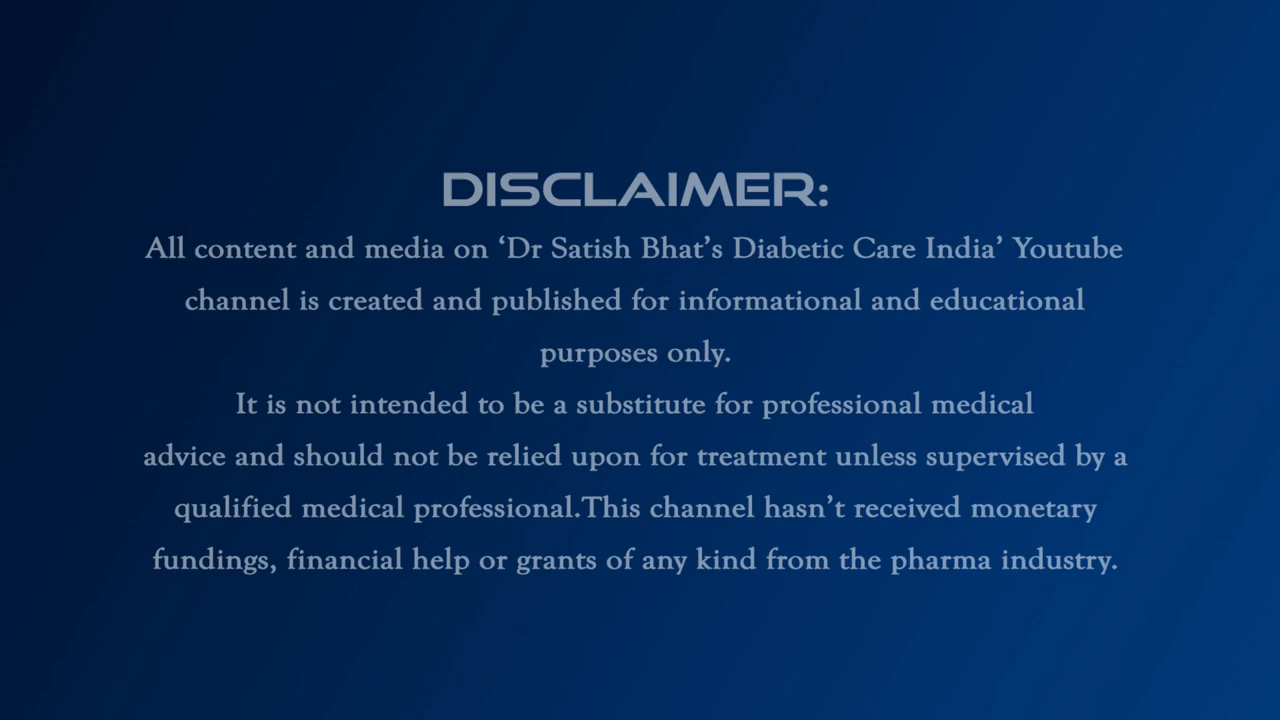 DISCLAIMER:
All content and media on ‘Dr Satish Bhat’s Diabetic Care India’ Youtube
channel is created and published for informational and educational
purposes only.
It is not intended to be a substitute for professional medical
advice and should not be relied upon for treatment unless supervised by a
qualified medical professional.This channel hasn’t received monetary
fundings, financial help or grants of any kind from the pharma industry.